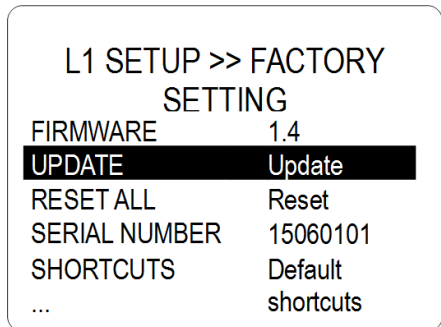 L1 SETUP >> FACTORY
SETTING
FIRMWARE 1.4
UPDATE Update
RESET ALL Reset
SERIAL NUMBER 15060101
SHORTCUTS Default
... shortcuts